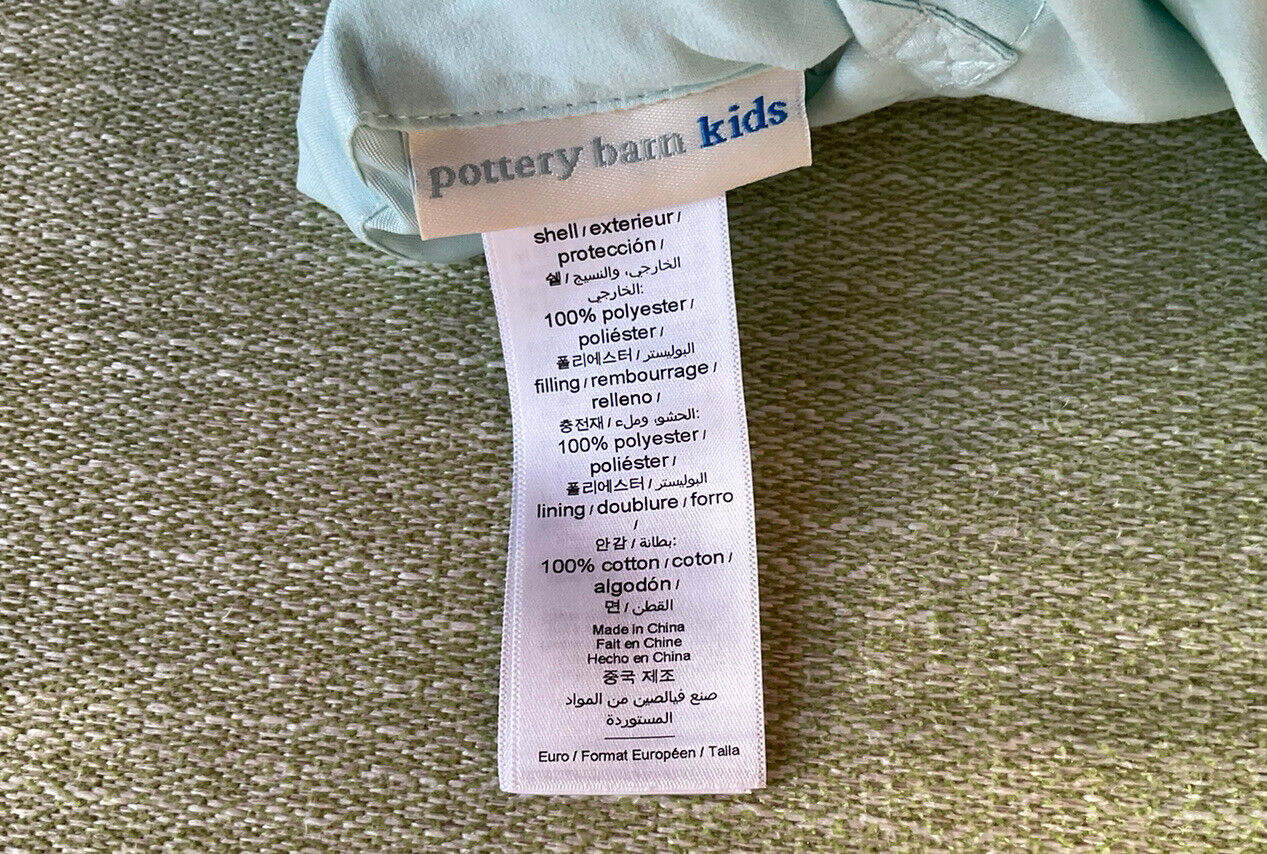 pottery barn kids
shell / exterieur /
protección /
쉘 / الخارجي، والنسيج
الخارجي:
100% polyester /
poliéster /
폴리에스터 / البوليستر
filling / rembourrage /
relleno /
충전재 / الحشو، وملء:
100% polyester /
poliéster /
폴리에스터 / البوليستر
lining / doublure / forro
/
안감 / بطانة:
100% cotton / coton /
algodón /
면 / القطن
Made in China
Fait en Chine
Hecho en China
중국 제조
صنع فيالصين من المواد
المستوردة
Euro / Format Européen / Talla